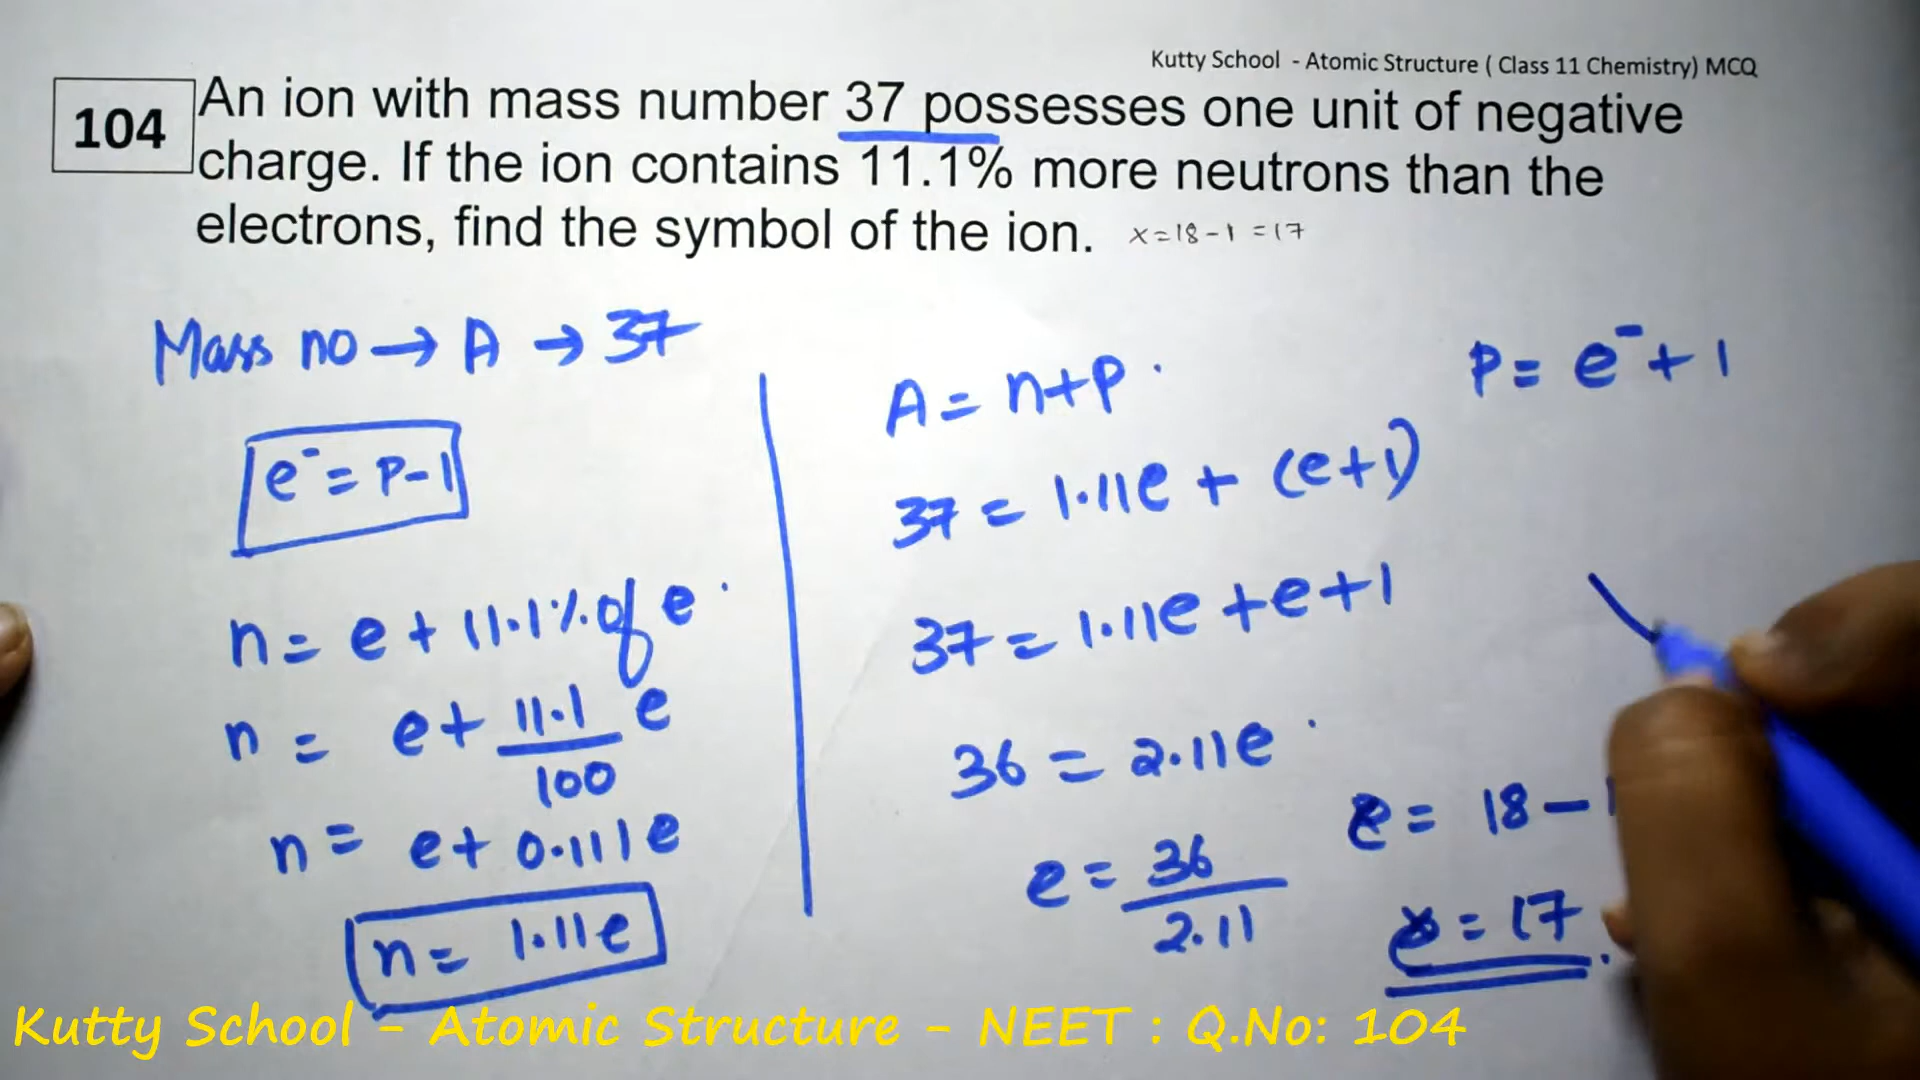 Kutty School - Atomic Structure ( Class 11 Chemistry) MCQ
104
An ion with mass number 37 possesses one unit of negative
charge. If the ion contains 11.1% more neutrons than the
electrons, find the symbol of the ion. x=18-1 =17
Mass no → A → 37
e⁻ = P-1
n = e + 11.1% of e
n = e + 11.1/100 e
n = e + 0.111e
n = 1.11e
A = n+p
37 = 1.11e + (e+1)
37 = 1.11e + e + 1
36 = 2.11e
e = 36/2.11
P = e⁻ + 1
= 18 -
= 17
Kutty School - Atomic Structure - NEET : Q.No: 104